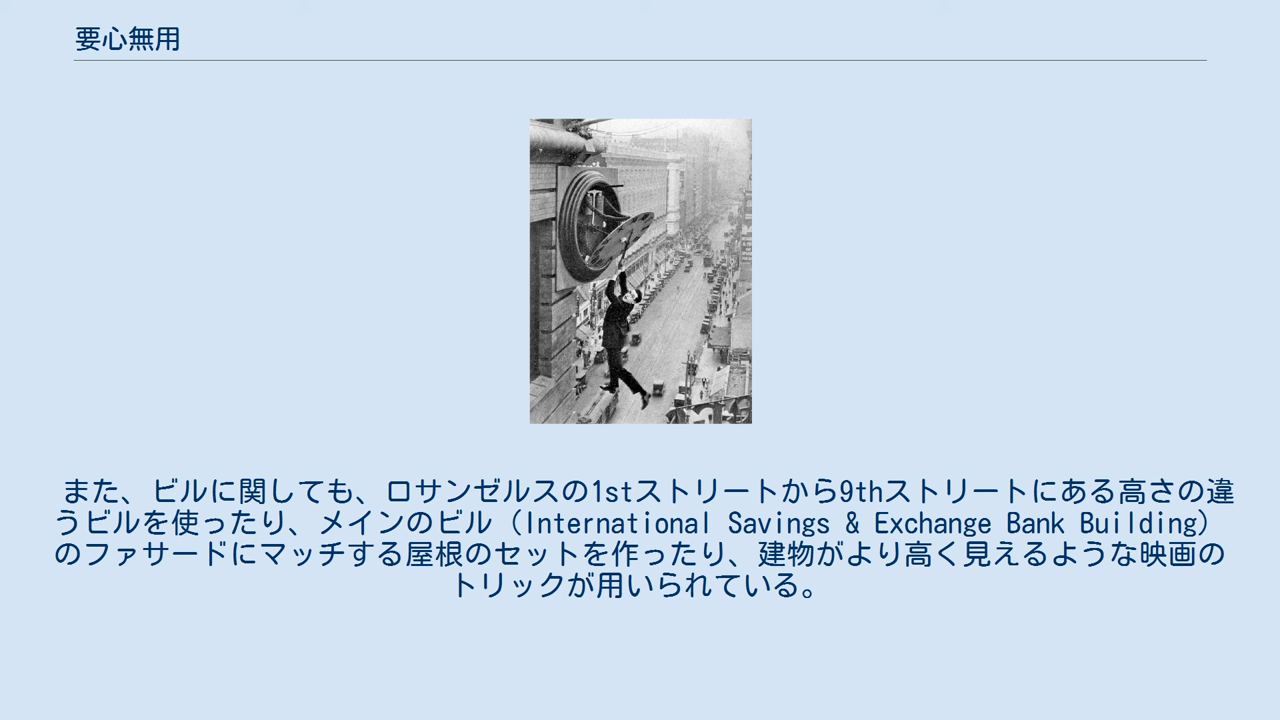 要心無用
また、ビルに関しても、ロサンゼルスの1stストリートから9thストリートにある高さの違
うビルを使ったり、メインのビル（International Savings & Exchange Bank Building）
のファサードにマッチする屋根のセットを作ったり、建物がより高く見えるような映画の
トリックが用いられている。